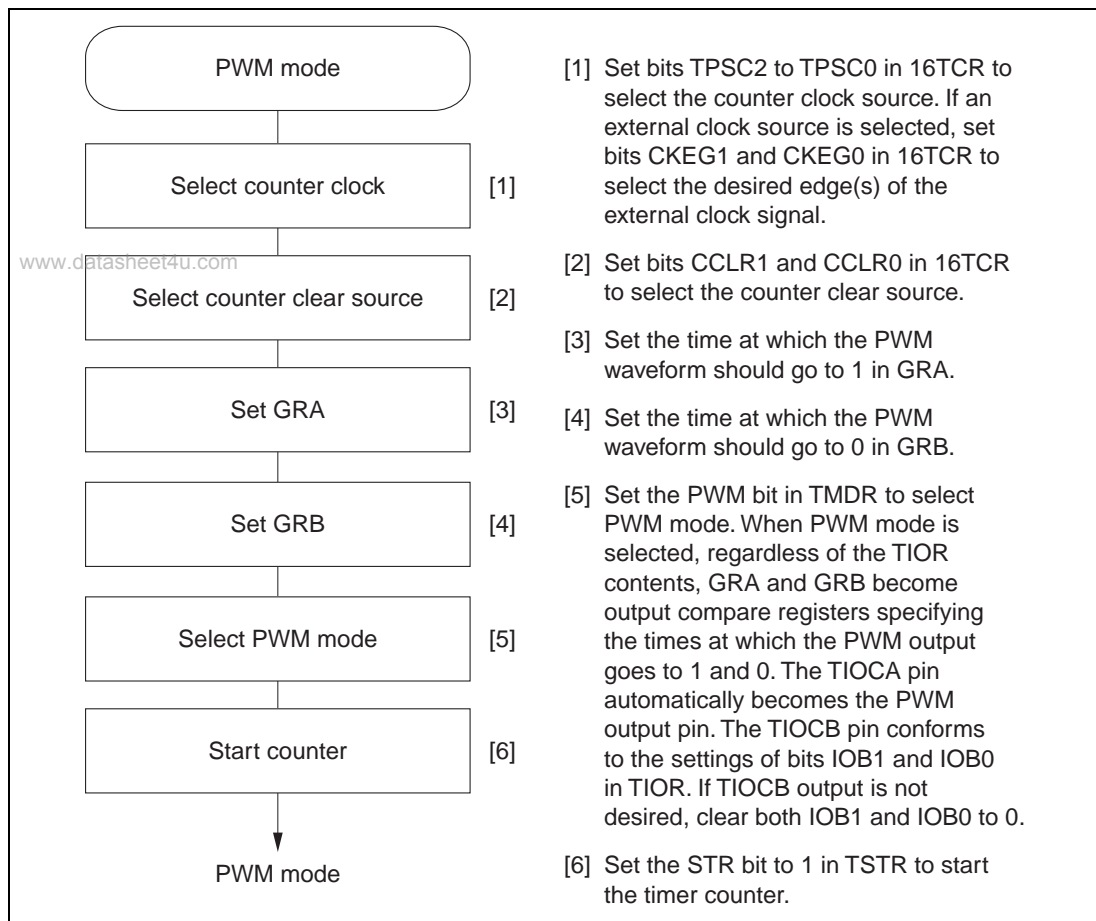 PWM mode
Select counter clock [1]
www.datasheet4u.com
Select counter clear source [2]
Set GRA [3]
Set GRB [4]
Select PWM mode [5]
Start counter [6]
PWM mode
[1] Set bits TPSC2 to TPSC0 in 16TCR to
select the counter clock source. If an
external clock source is selected, set
bits CKEG1 and CKEG0 in 16TCR to
select the desired edge(s) of the
external clock signal.
[2] Set bits CCLR1 and CCLR0 in 16TCR
to select the counter clear source.
[3] Set the time at which the PWM
waveform should go to 1 in GRA.
[4] Set the time at which the PWM
waveform should go to 0 in GRB.
[5] Set the PWM bit in TMDR to select
PWM mode. When PWM mode is
selected, regardless of the TIOR
contents, GRA and GRB become
output compare registers specifying
the times at which the PWM output
goes to 1 and 0. The TIOCA pin
automatically becomes the PWM
output pin. The TIOCB pin conforms
to the settings of bits IOB1 and IOB0
in TIOR. If TIOCB output is not
desired, clear both IOB1 and IOB0 to 0.
[6] Set the STR bit to 1 in TSTR to start
the timer counter.